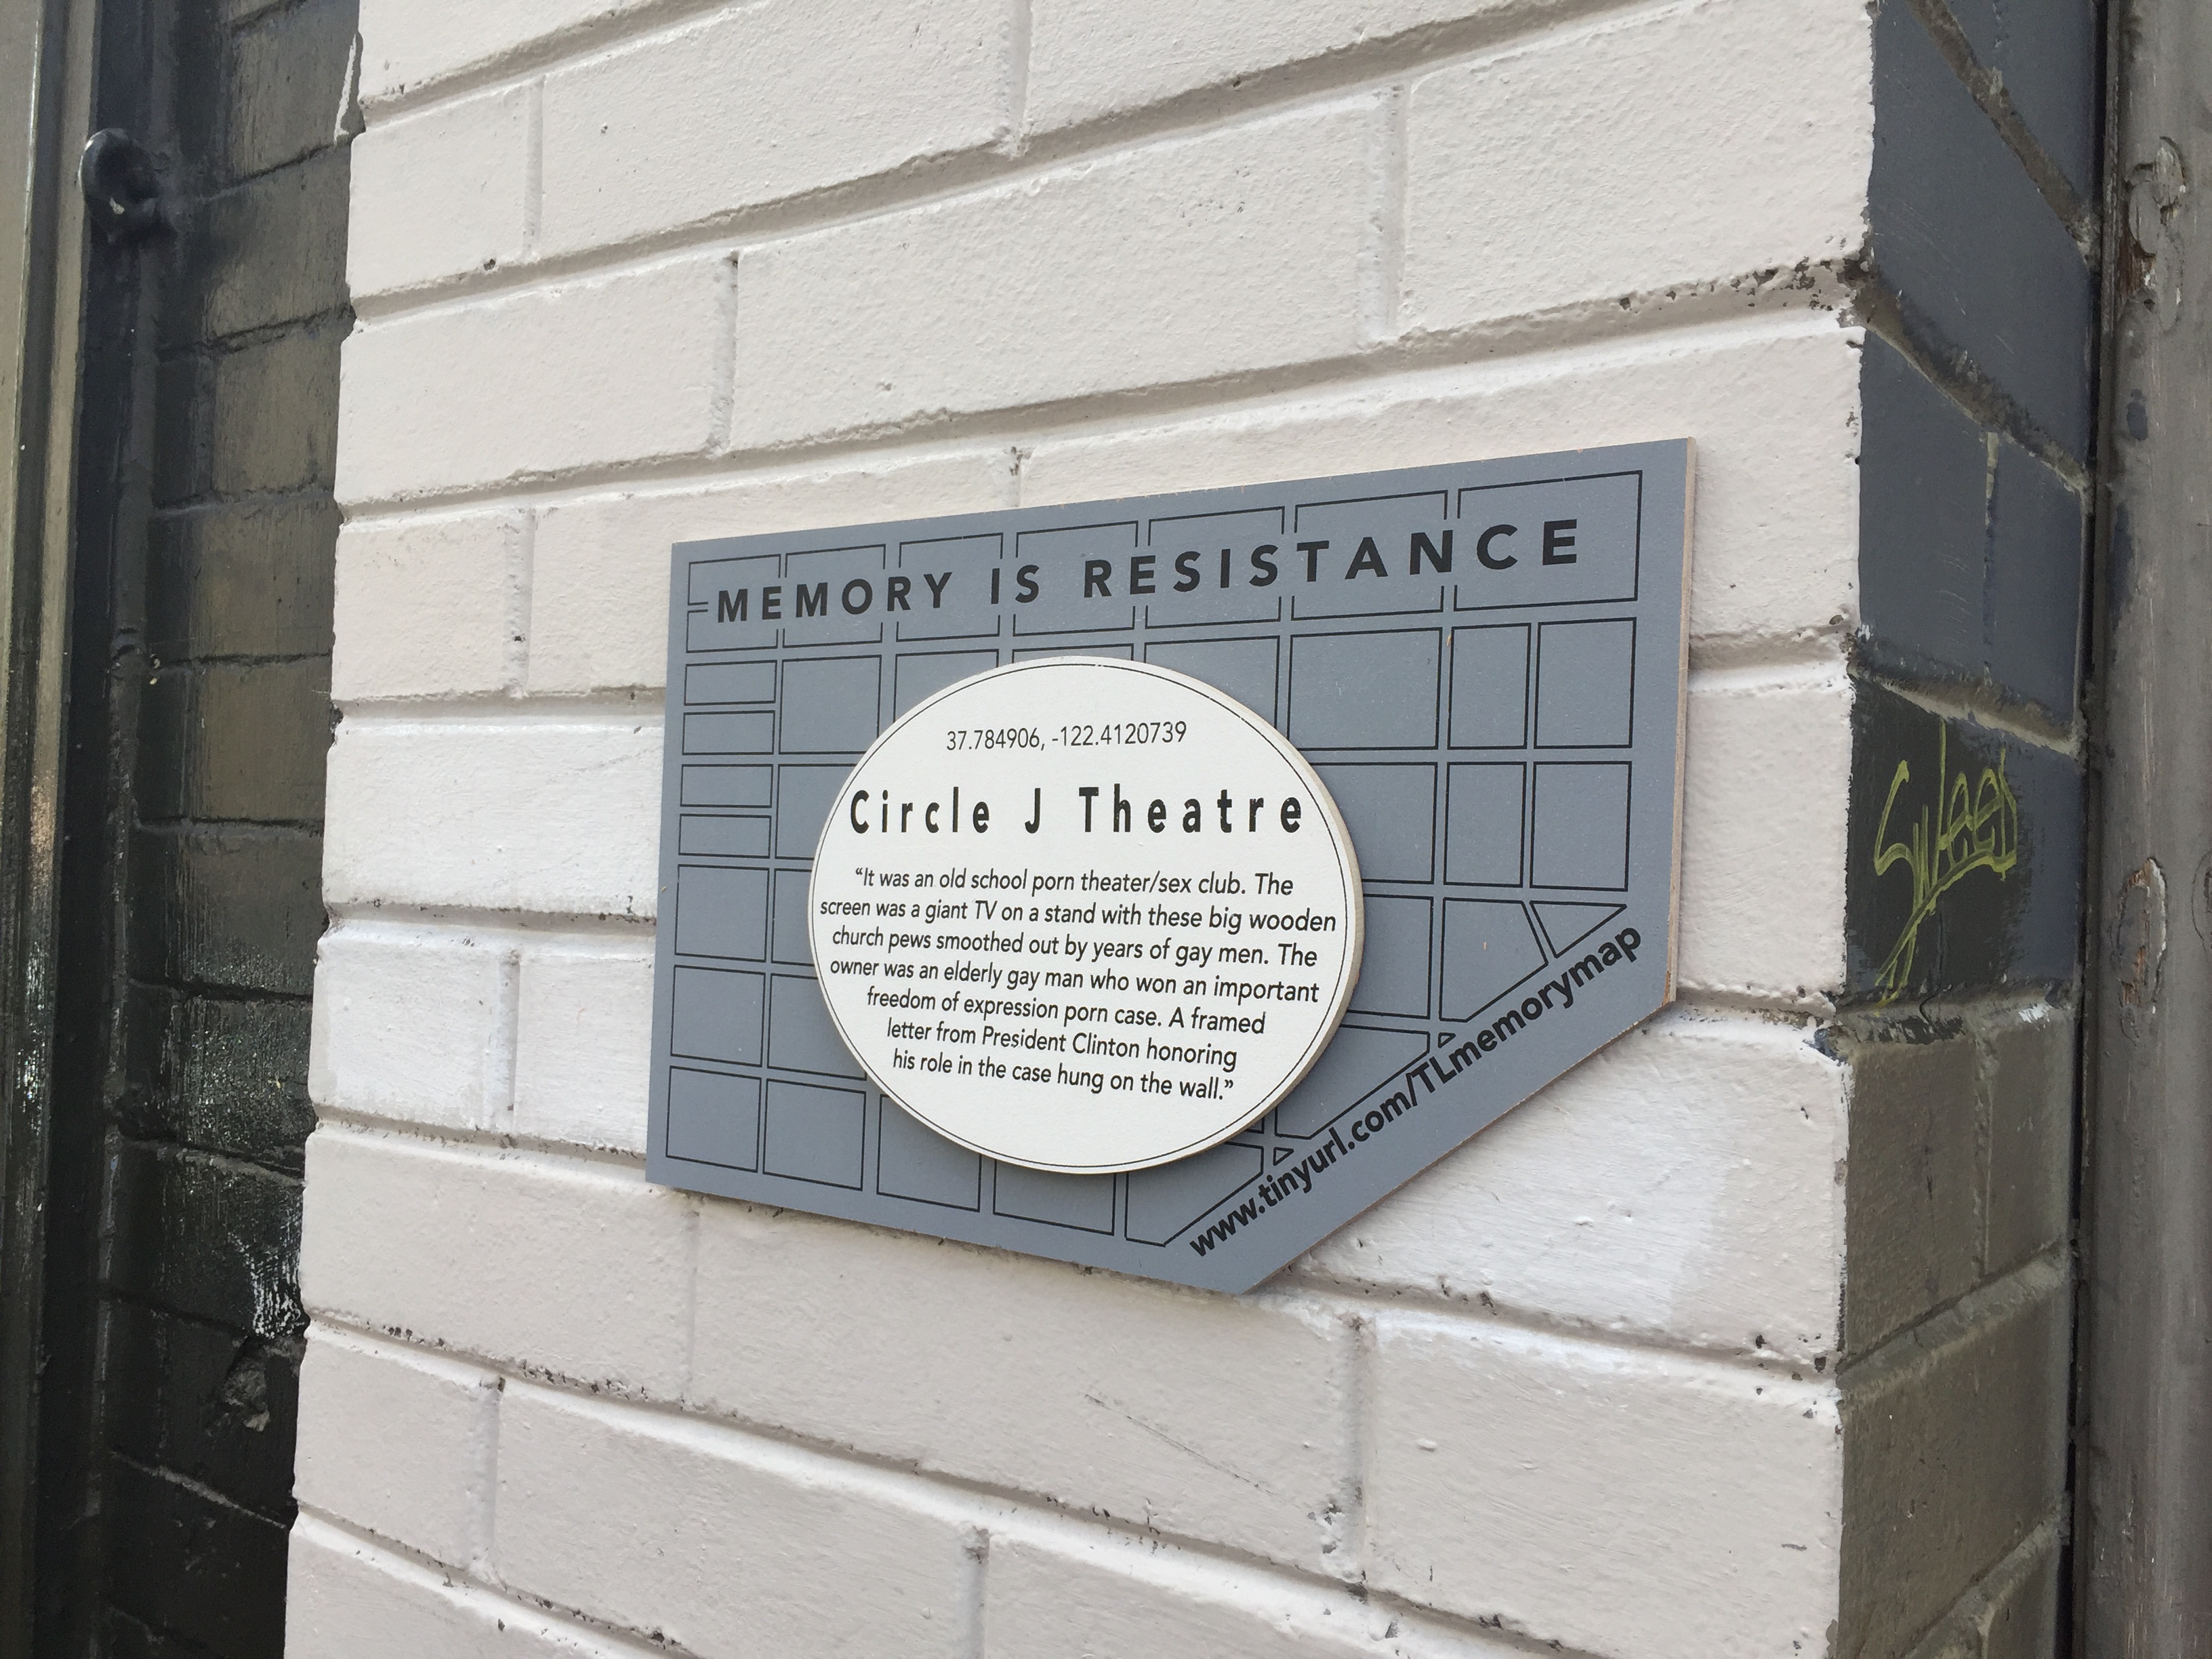 MEMORY IS RESISTANCE
37.784906, -122.4120739
Circle J Theatre
“It was an old school porn theater/sex club. The
screen was a giant TV on a stand with these big wooden
church pews smoothed out by years of gay men. The
owner was an elderly gay man who won an important
freedom of expression porn case. A framed
letter from President Clinton honoring
his role in the case hung on the wall.”
www.tinyurl.com/TLmemorymap